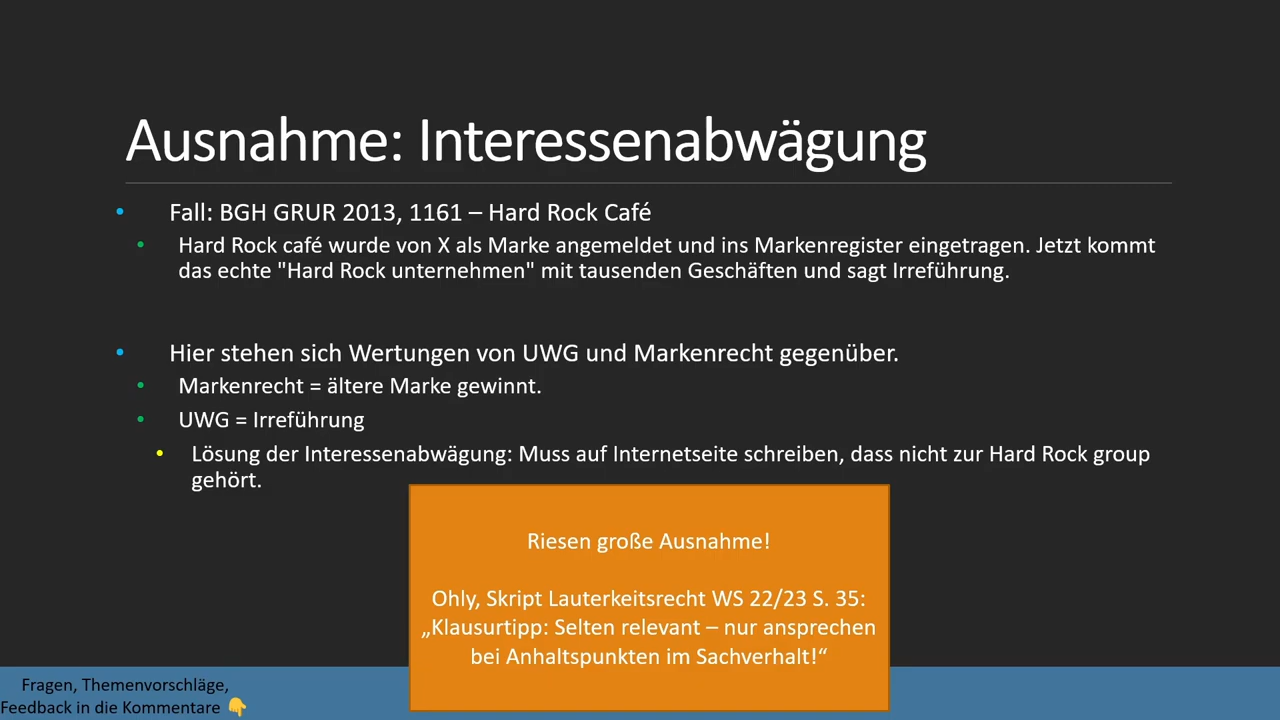 Ausnahme: Interessenabwägung
Fall: BGH GRUR 2013, 1161 – Hard Rock Café
Hard Rock café wurde von X als Marke angemeldet und ins Markenregister eingetragen. Jetzt kommt
das echte "Hard Rock unternehmen" mit tausenden Geschäften und sagt Irreführung.
Hier stehen sich Wertungen von UWG und Markenrecht gegenüber.
Markenrecht = ältere Marke gewinnt.
UWG = Irreführung
Lösung der Interessenabwägung: Muss auf Internetseite schreiben, dass nicht zur Hard Rock group
gehört.
Riesen große Ausnahme!
Ohly, Skript Lauterkeitsrecht WS 22/23 S. 35:
„Klausurtipp: Selten relevant – nur ansprechen
bei Anhaltspunkten im Sachverhalt!“
Fragen, Themenvorschläge,
Feedback in die Kommentare 👇